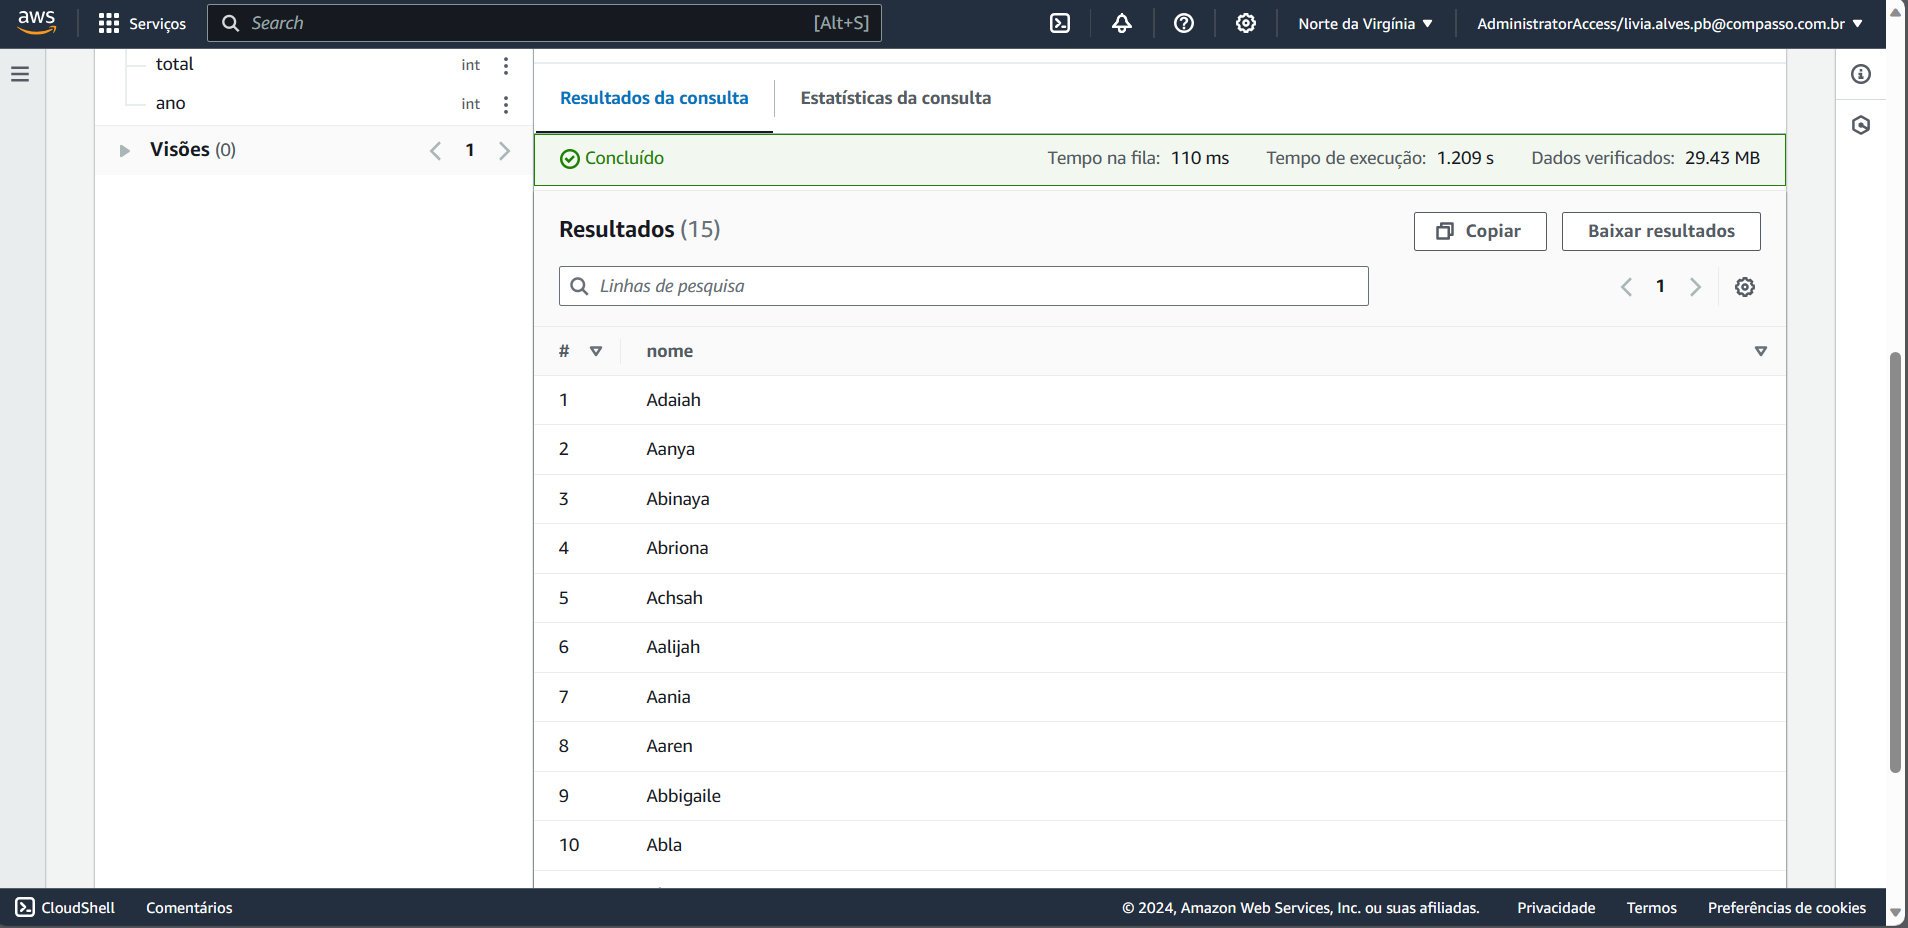 aws Serviços Search [Alt+S] Norte da Virgínia AdministratorAccess/livia.alves.pb@compasso.com.br
total int
ano int
Visões (0) 1
Resultados da consulta Estatísticas da consulta
Concluído Tempo na fila: 110 ms Tempo de execução: 1.209 s Dados verificados: 29.43 MB
Resultados (15) Copiar Baixar resultados
Linhas de pesquisa 1
# nome
1 Adaiah
2 Aanya
3 Abinaya
4 Abriona
5 Achsah
6 Aalijah
7 Aania
8 Aaren
9 Abbigaile
10 Abla
CloudShell Comentários © 2024, Amazon Web Services, Inc. ou suas afiliadas. Privacidade Termos Preferências de cookies